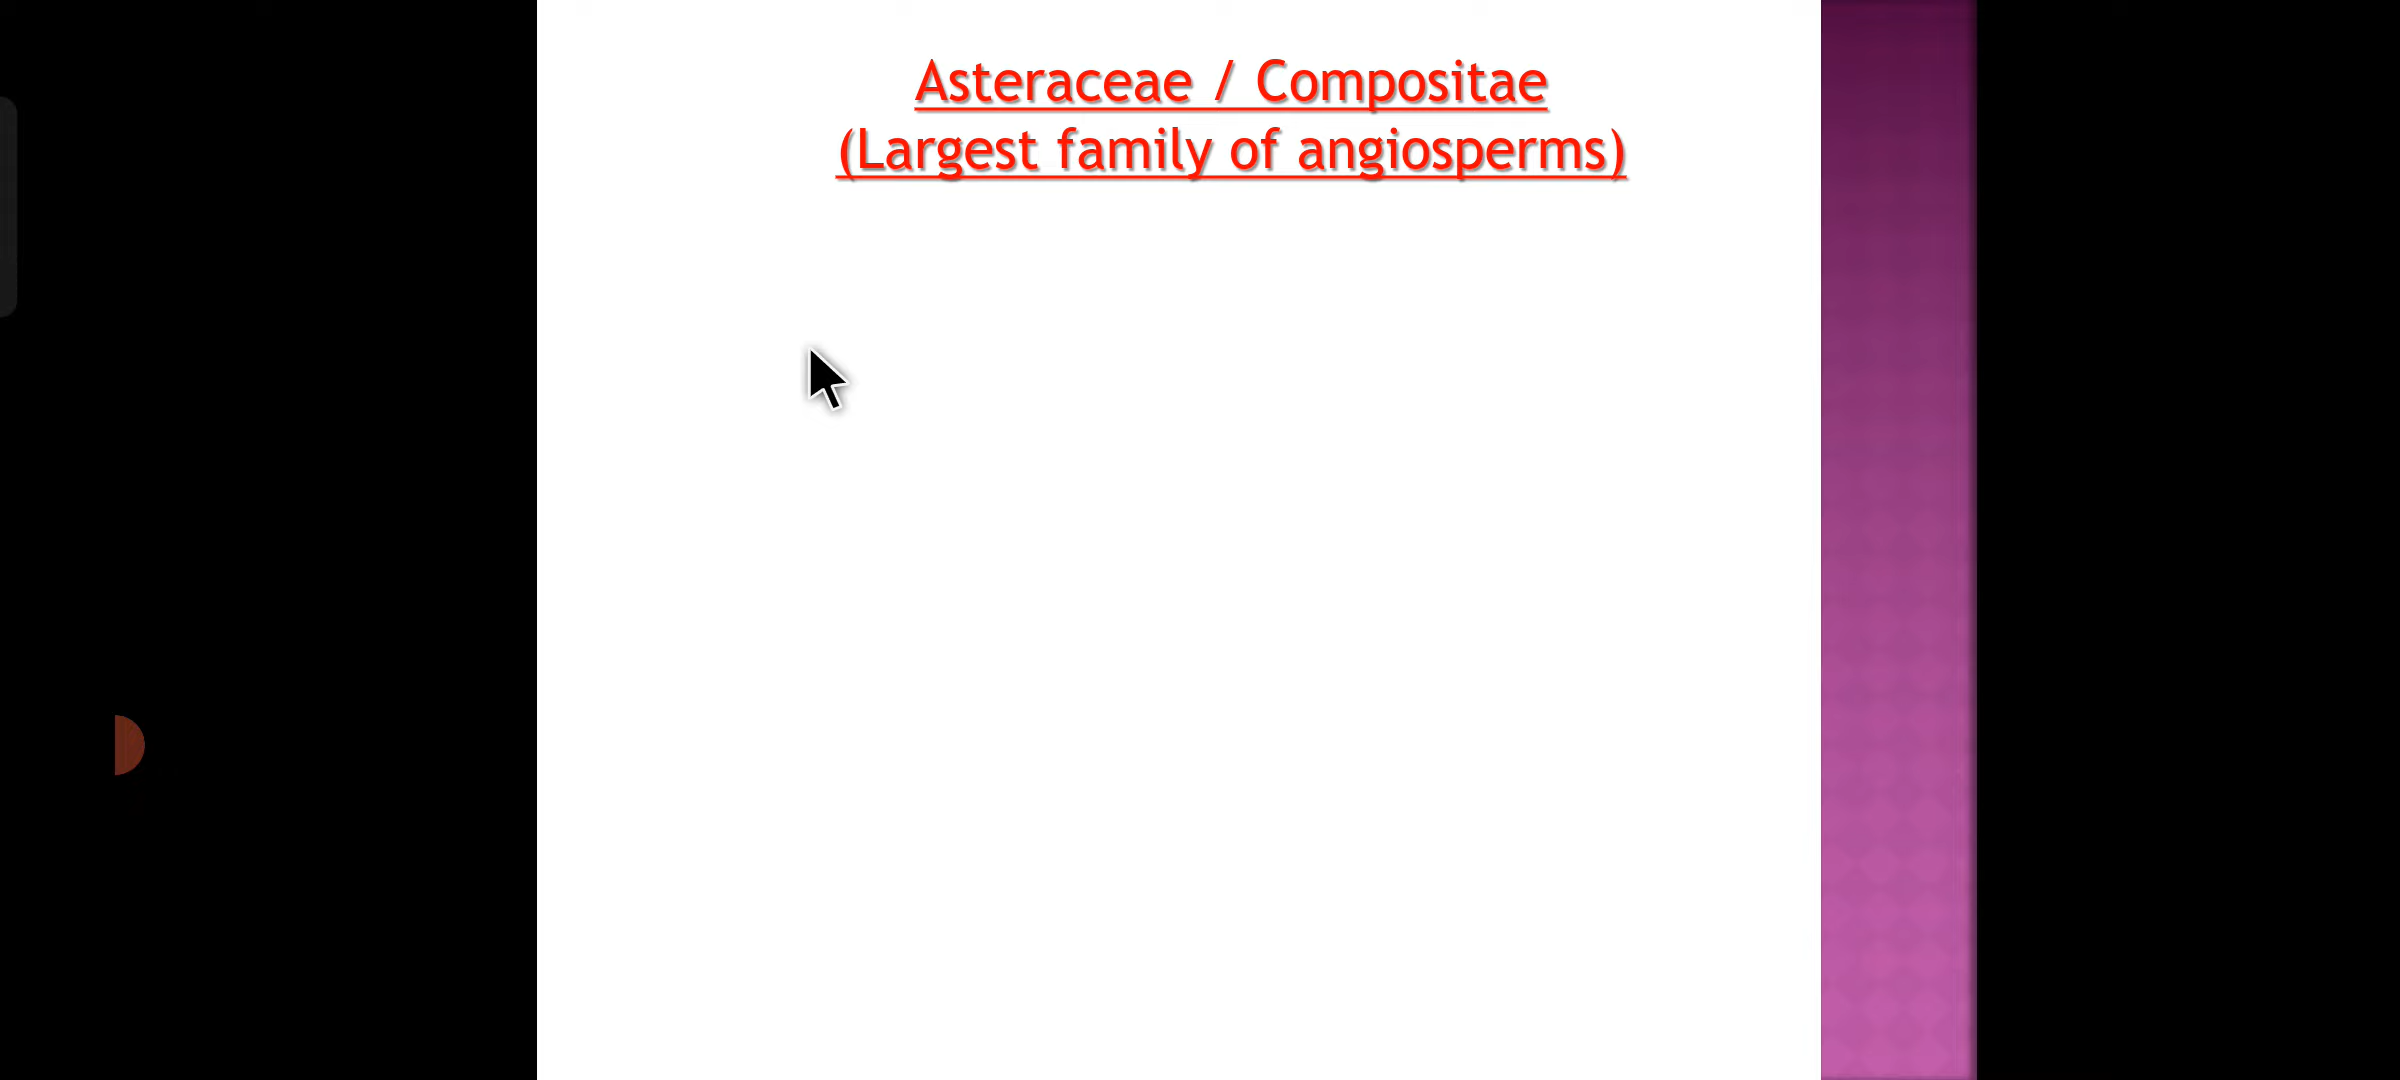 Asteraceae / Compositae
(Largest family of angiosperms)